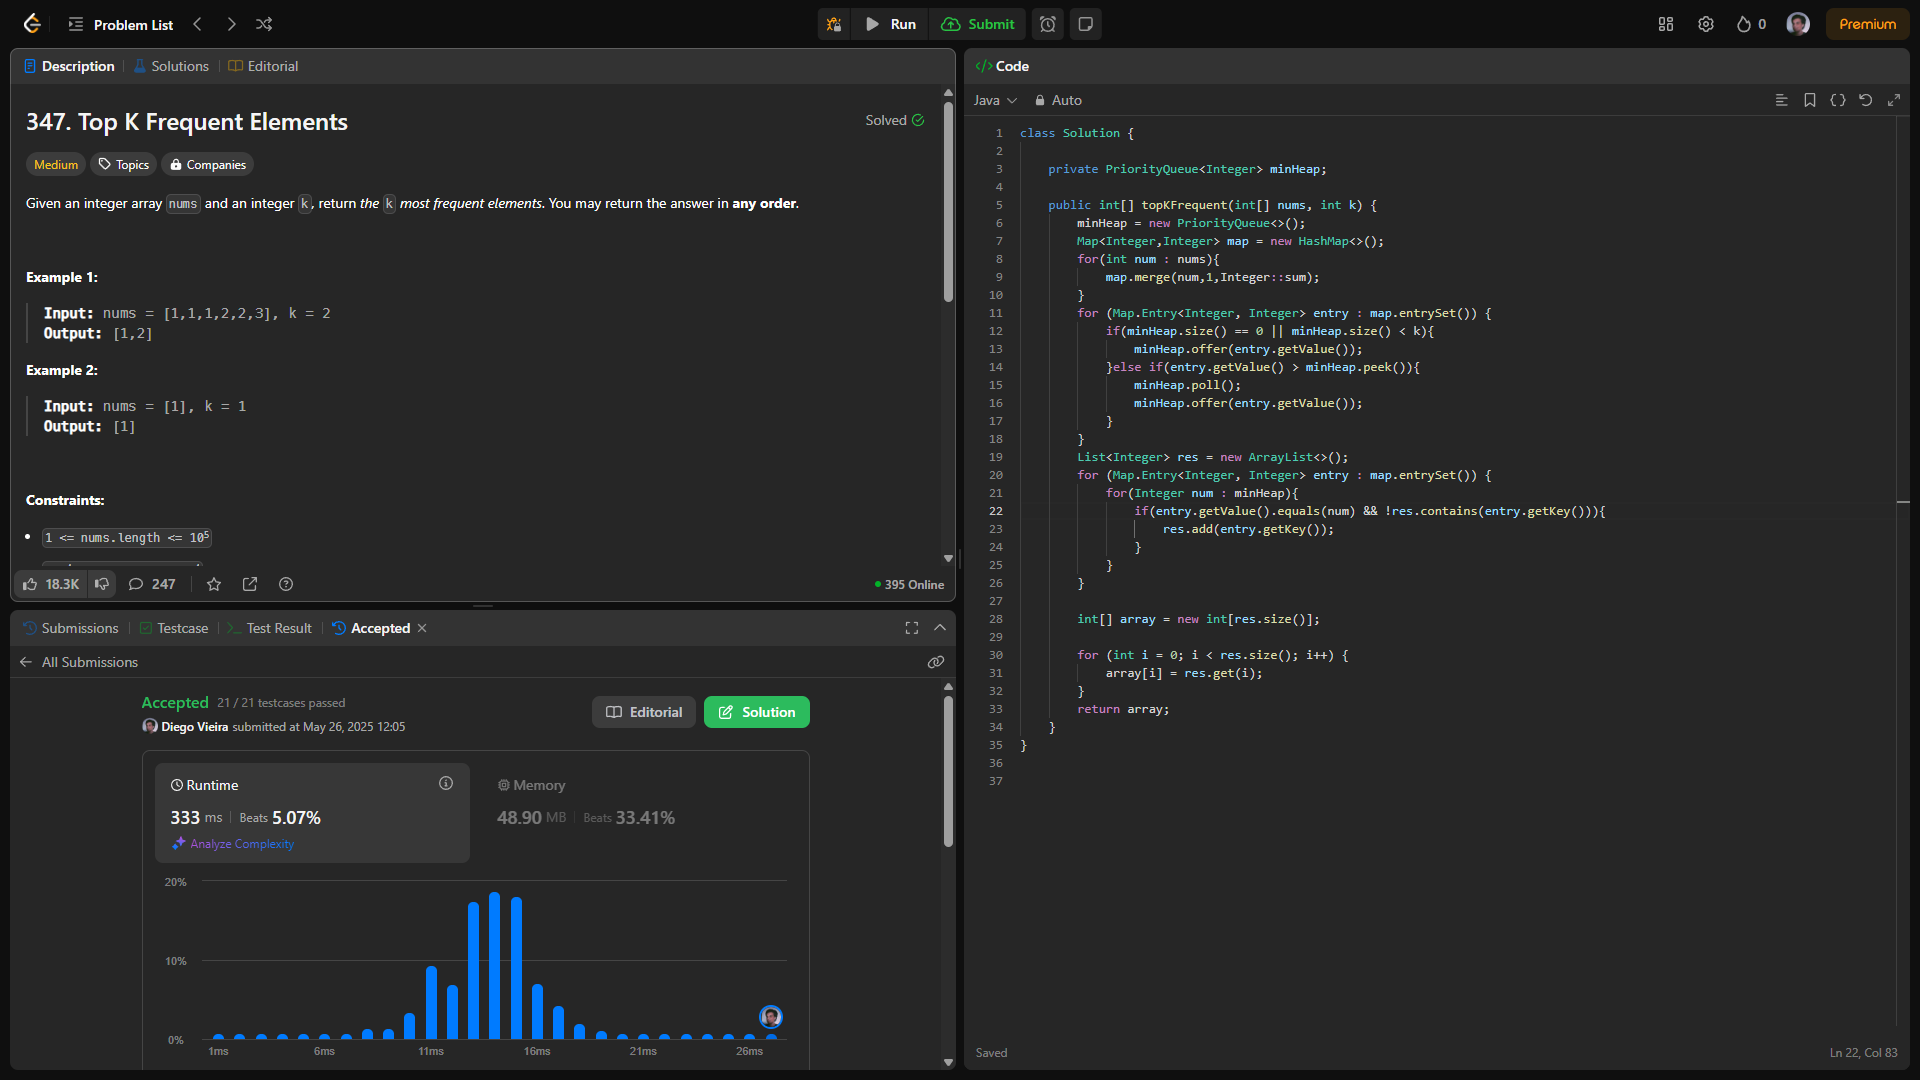 Problem List
Run
Submit
0
Premium
Description
Solutions
Editorial
347. Top K Frequent Elements
Solved
Medium
Topics
Companies
Given an integer array nums and an integer k, return the k most frequent elements. You may return the answer in any order.
Example 1:
Input: nums = [1,1,1,2,2,3], k = 2
Output: [1,2]
Example 2:
Input: nums = [1], k = 1
Output: [1]
Constraints:
1 <= nums.length <= 10⁵
18.3K
247
395 Online
Submissions
Testcase
Test Result
Accepted
All Submissions
Accepted 21 / 21 testcases passed
Diego Vieira submitted at May 26, 2025 12:05
Editorial
Solution
Runtime
333 ms
Beats 5.07%
Analyze Complexity
Memory
48.90 MB
Beats 33.41%
20%
10%
0%
1ms
6ms
11ms
16ms
21ms
26ms
</> Code
Java
Auto
1 class Solution {
2
3     private PriorityQueue<Integer> minHeap;
4
5     public int[] topKFrequent(int[] nums, int k) {
6         minHeap = new PriorityQueue<>();
7         Map<Integer,Integer> map = new HashMap<>();
8         for(int num : nums){
9             map.merge(num,1,Integer::sum);
10         }
11         for (Map.Entry<Integer, Integer> entry : map.entrySet()) {
12             if(minHeap.size() == 0 || minHeap.size() < k){
13                 minHeap.offer(entry.getValue());
14             }else if(entry.getValue() > minHeap.peek()){
15                 minHeap.poll();
16                 minHeap.offer(entry.getValue());
17             }
18         }
19         List<Integer> res = new ArrayList<>();
20         for (Map.Entry<Integer, Integer> entry : map.entrySet()) {
21             for(Integer num : minHeap){
22                 if(entry.getValue().equals(num) && !res.contains(entry.getKey())){
23                     res.add(entry.getKey());
24                 }
25             }
26         }
27
28         int[] array = new int[res.size()];
29
30         for (int i = 0; i < res.size(); i++) {
31             array[i] = res.get(i);
32         }
33         return array;
34     }
35 }
36
37
Saved
Ln 22, Col 83